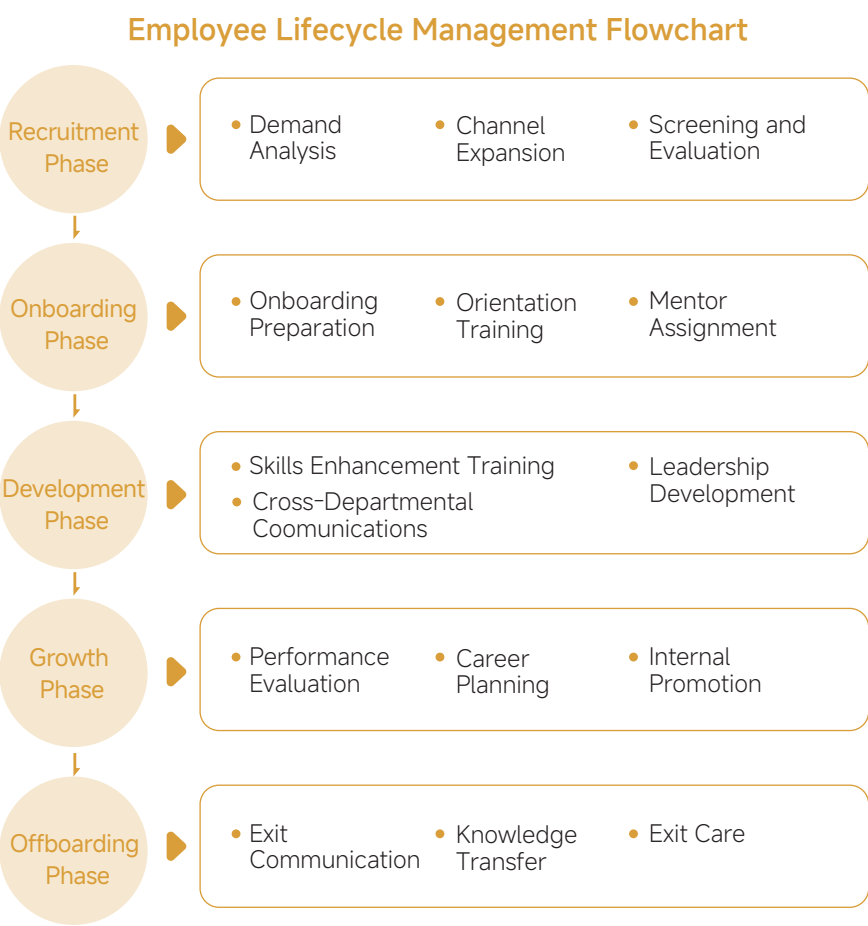 Employee Lifecycle Management Flowchart
Recruitment
Phase
Demand
Analysis
Channel
Expansion
Screening and
Evaluation
Onboarding
Phase
Onboarding
Preparation
Orientation
Training
Mentor
Assignment
Development
Phase
Skills Enhancement Training
Cross-Departmental
Coomunications
Leadership
Development
Growth
Phase
Performance
Evaluation
Career
Planning
Internal
Promotion
Offboarding
Phase
Exit
Communication
Knowledge
Transfer
Exit Care